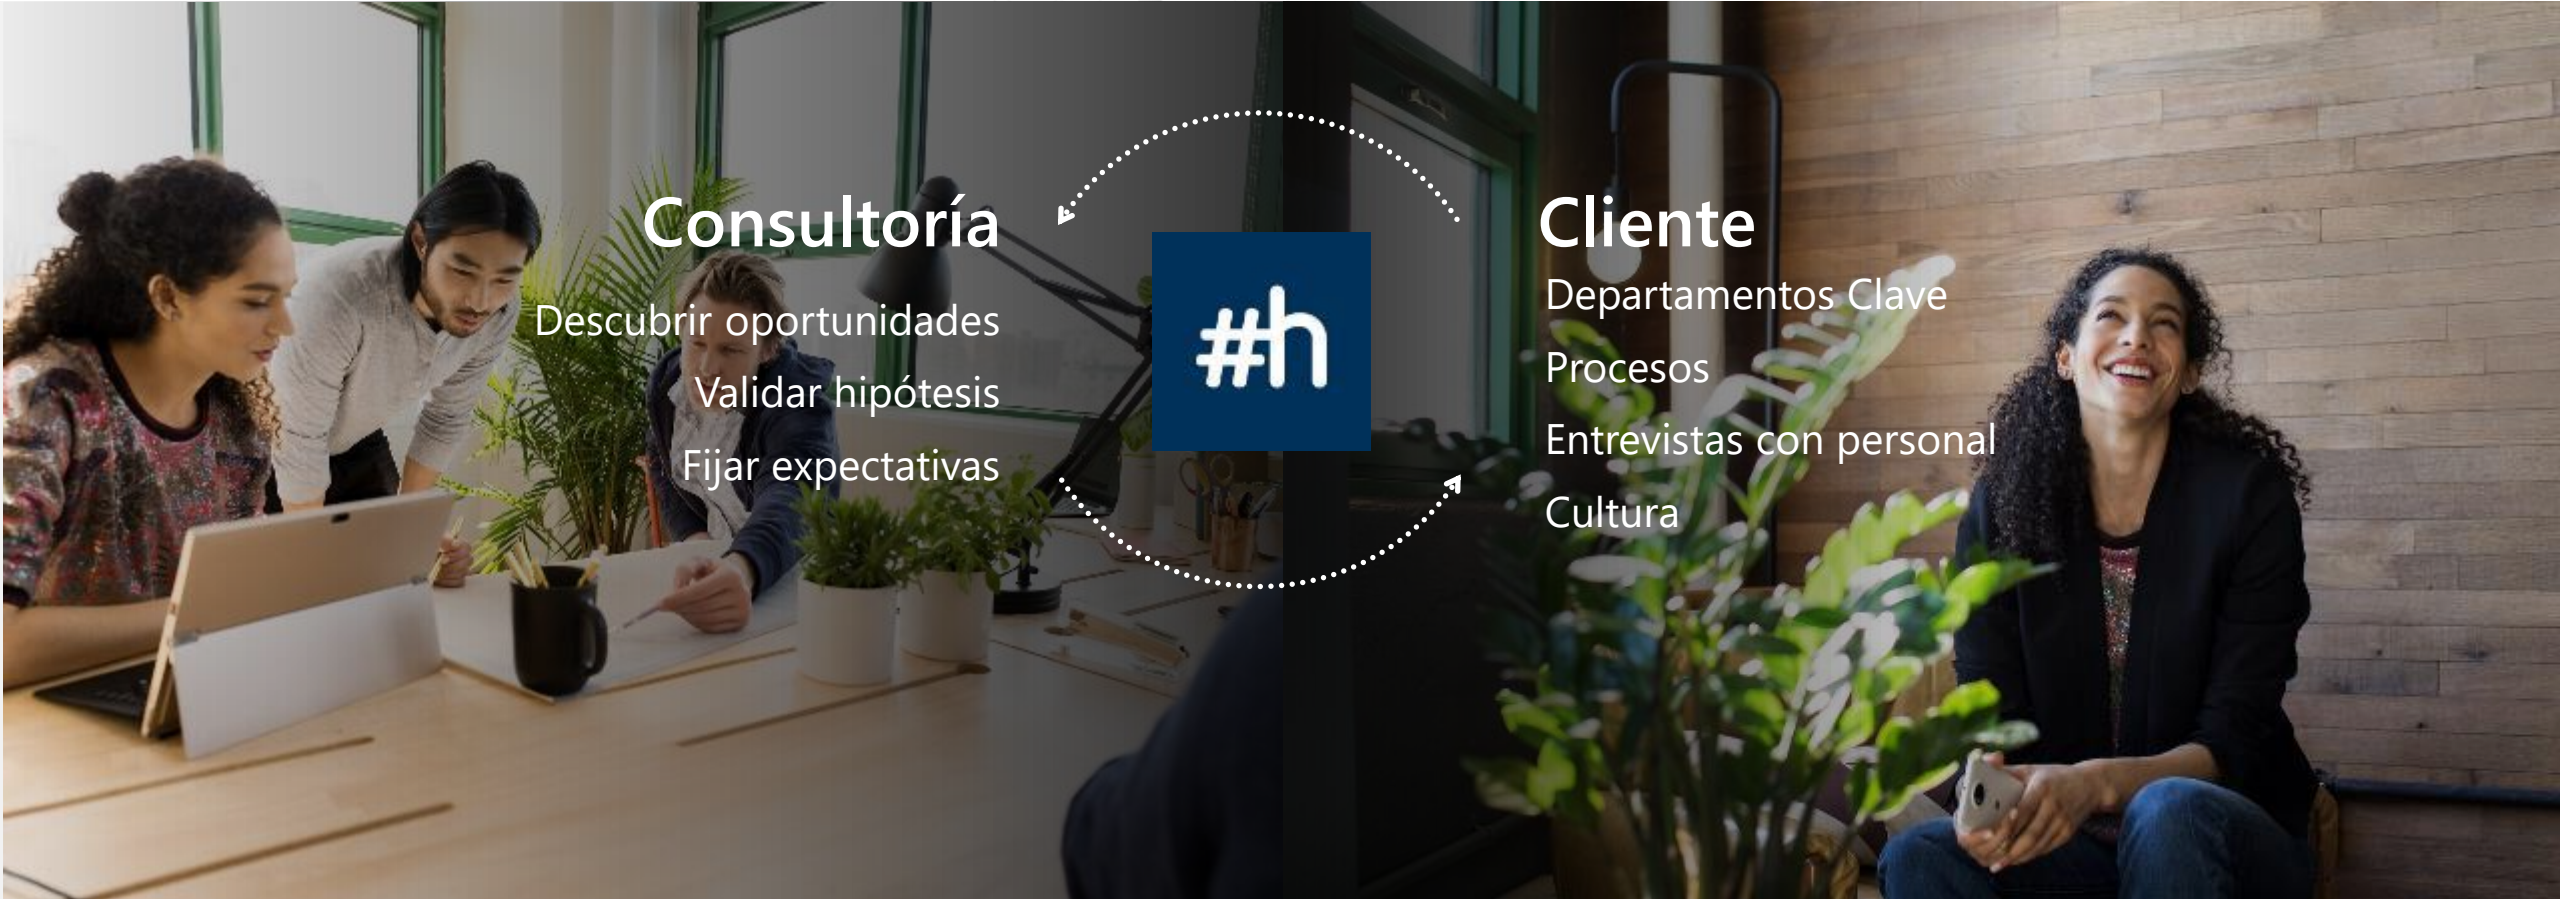 Consultoría
Descubrir oportunidades
Validar hipótesis
Fijar expectativas
#h
Cliente
Departamentos Clave
Procesos
Entrevistas con personal
Cultura